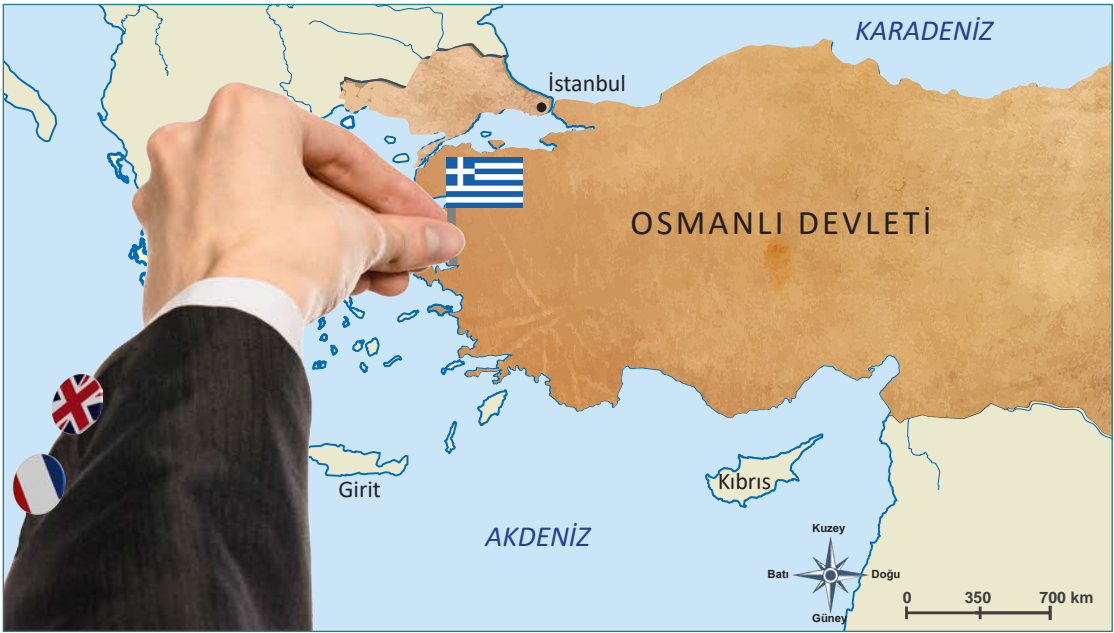 KARADENİZ
İstanbul
OSMANLI DEVLETİ
Girit
Kıbrıs
AKDENİZ
Kuzey
Batı
Doğu
Güney
0 350 700 km